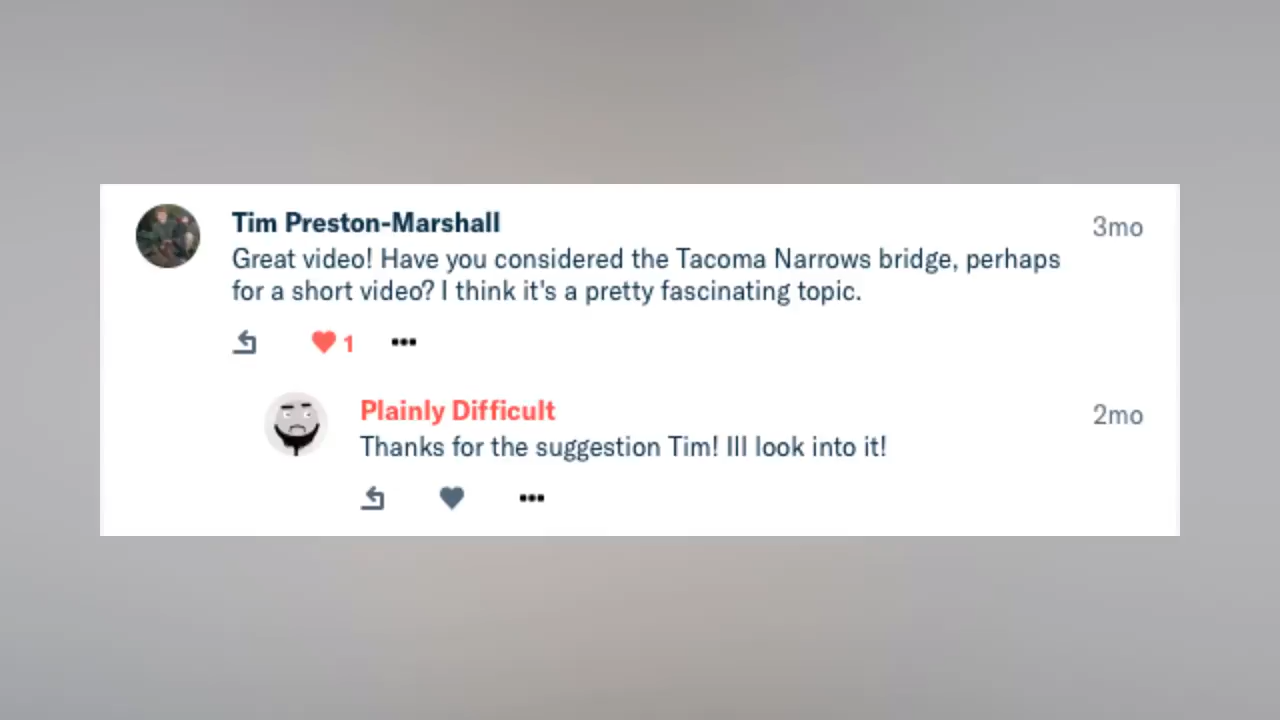 Tim Preston-Marshall
3mo
Great video! Have you considered the Tacoma Narrows bridge, perhaps
for a short video? I think it's a pretty fascinating topic.
1
Plainly Difficult
2mo
Thanks for the suggestion Tim! Ill look into it!